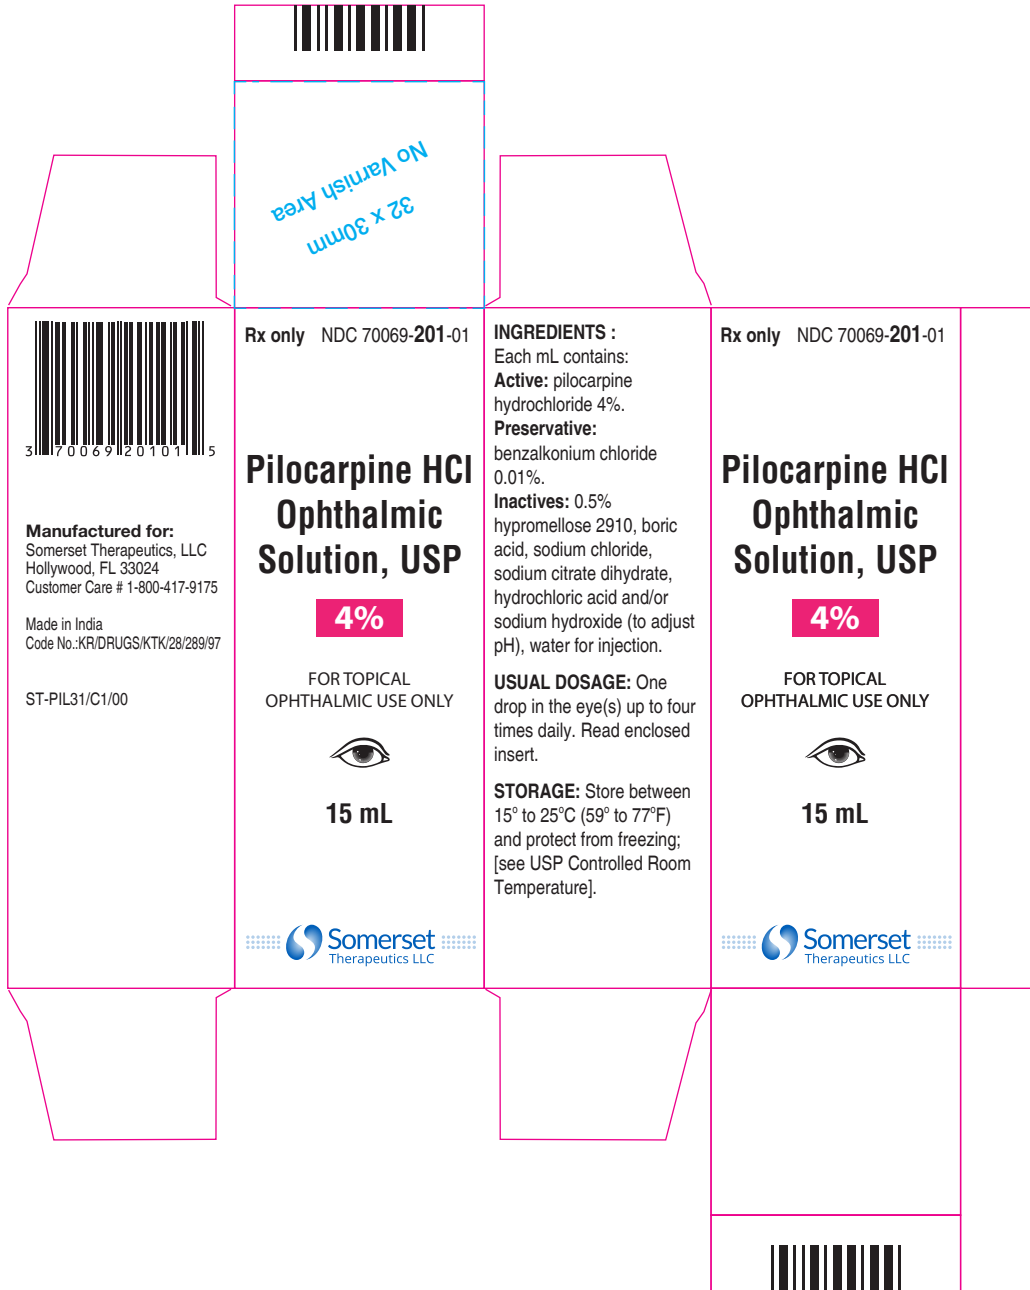 No Varnish Area
32 x 30mm
3 70069 20101 5
Manufactured for:
Somerset Therapeutics, LLC
Hollywood, FL 33024
Customer Care # 1-800-417-9175
Made in India
Code No.:KR/DRUGS/KTK/28/289/97
ST-PIL31/C1/00
Rx only NDC 70069-201-01
Pilocarpine HCl
Ophthalmic
Solution, USP
4%
FOR TOPICAL
OPHTHALMIC USE ONLY
15 mL
Somerset
Therapeutics LLC
INGREDIENTS :
Each mL contains:
Active: pilocarpine
hydrochloride 4%.
Preservative:
benzalkonium chloride
0.01%.
Inactives: 0.5%
hypromellose 2910, boric
acid, sodium chloride,
sodium citrate dihydrate,
hydrochloric acid and/or
sodium hydroxide (to adjust
pH), water for injection.
USUAL DOSAGE: One
drop in the eye(s) up to four
times daily. Read enclosed
insert.
STORAGE: Store between
15º to 25ºC (59º to 77ºF)
and protect from freezing;
[see USP Controlled Room
Temperature].
Rx only NDC 70069-201-01
Pilocarpine HCl
Ophthalmic
Solution, USP
4%
FOR TOPICAL
OPHTHALMIC USE ONLY
15 mL
Somerset
Therapeutics LLC